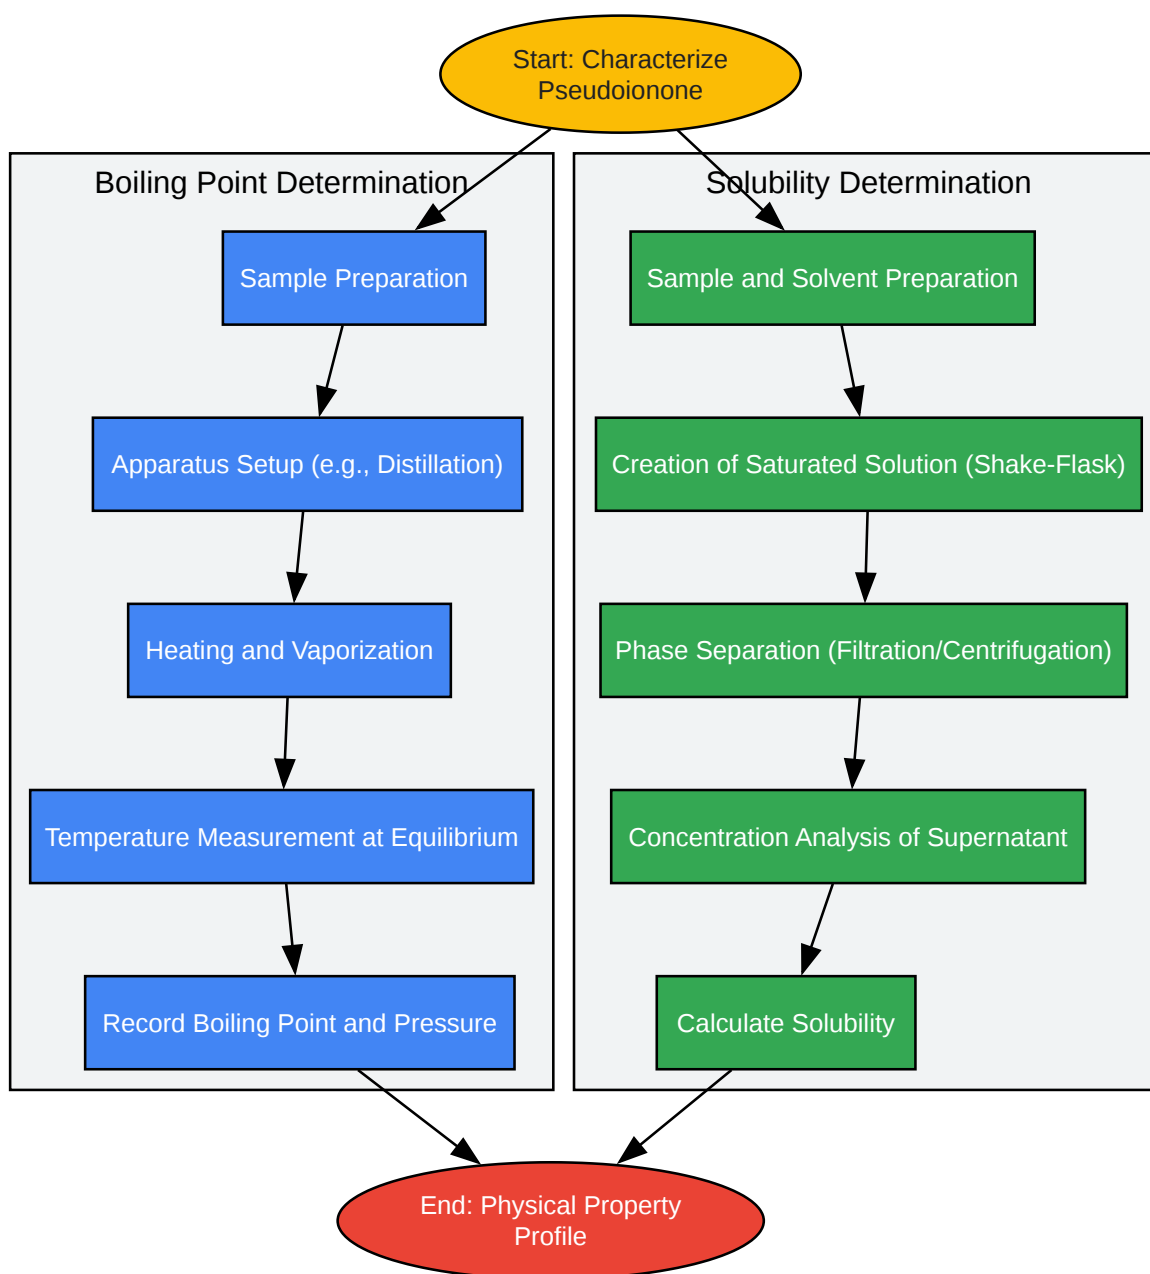 Start: Characterize
Pseudoionone
Boiling Point Determination
Sample Preparation
Apparatus Setup (e.g., Distillation)
Heating and Vaporization
Temperature Measurement at Equilibrium
Record Boiling Point and Pressure
Solubility Determination
Sample and Solvent Preparation
Creation of Saturated Solution (Shake-Flask)
Phase Separation (Filtration/Centrifugation)
Concentration Analysis of Supernatant
Calculate Solubility
End: Physical Property
Profile